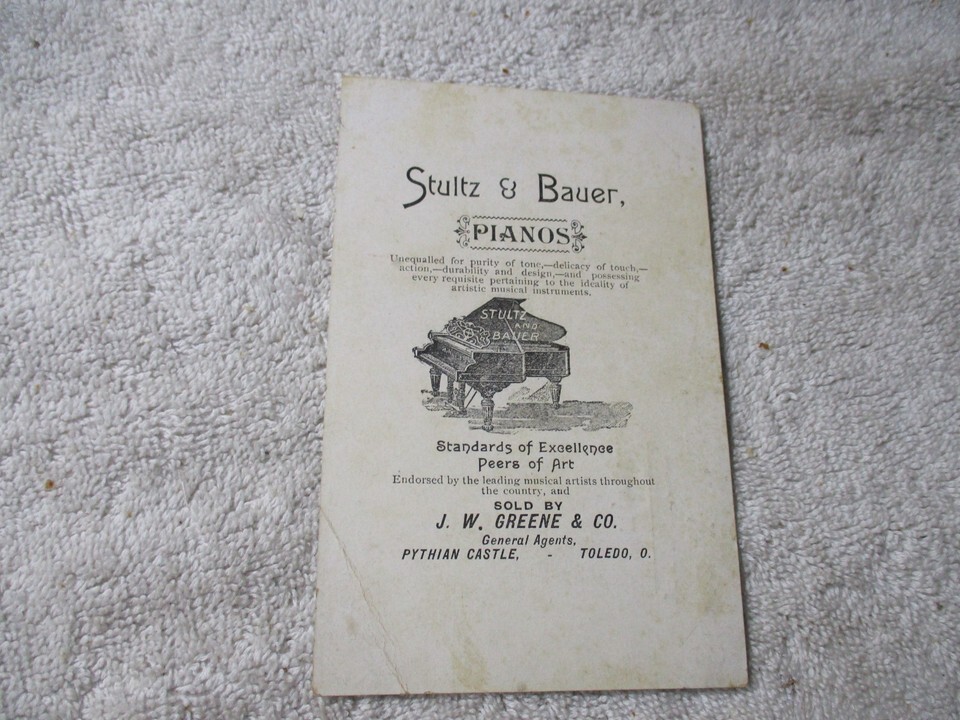 Stultz & Bauer,
PIANOS
Unequalled for purity of tone,—delicacy of touch,—
action,—durability and design,—and possessing
every requisite pertaining to the ideality of
artistic musical instruments.
STULTZ
AND
BAUER
Standards of Excellence
Peers of Art
Endorsed by the leading musical artists throughout
the country, and
SOLD BY
J. W. GREENE & CO.
General Agents,
PYTHIAN CASTLE, - TOLEDO, O.